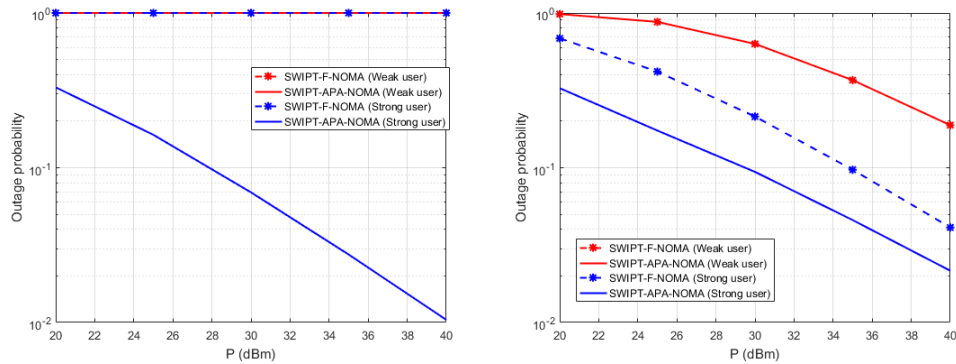 10^0
10^-1
10^-2
Outage probability
SWIPT-F-NOMA (Weak user)
SWIPT-APA-NOMA (Weak user)
SWIPT-F-NOMA (Strong user)
SWIPT-APA-NOMA (Strong user)
20 22 24 26 28 30 32 34 36 38 40
P (dBm)
10^0
10^-1
10^-2
Outage probability
SWIPT-F-NOMA (Weak user)
SWIPT-APA-NOMA (Weak user)
SWIPT-F-NOMA (Strong user)
SWIPT-APA-NOMA (Strong user)
20 22 24 26 28 30 32 34 36 38 40
P (dBm)